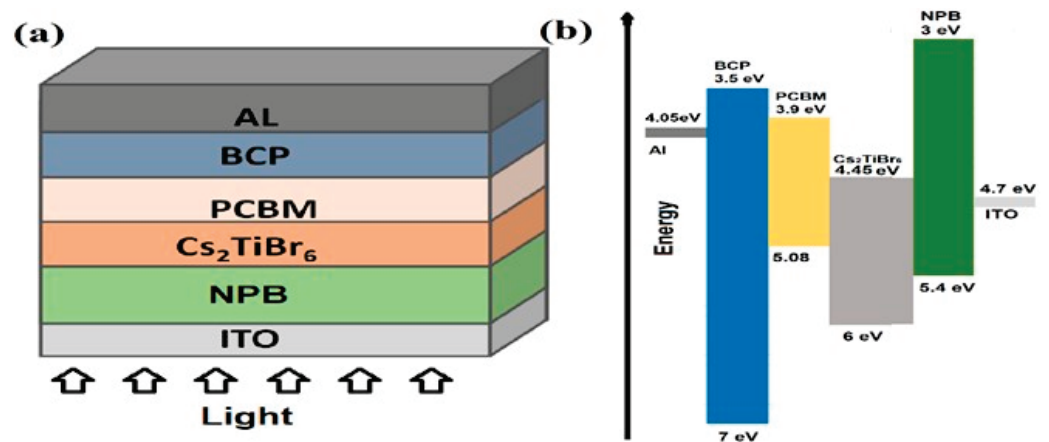 (a)
AL
BCP
PCBM
Cs₂TiBr₆
NPB
ITO
Light
(b)
Energy
4.05eV
Al
BCP
3.5 eV
7 eV
PCBM
3.9 eV
5.08
Cs₂TiBr₆
4.45 eV
6 eV
NPB
3 eV
5.4 eV
4.7 eV
ITO